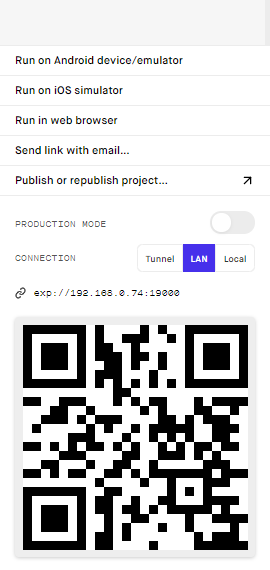 Run on Android device/emulator
Run on iOS simulator
Run in web browser
Send link with email...
Publish or republish project...
PRODUCTION MODE
CONNECTION
Tunnel LAN Local
exp://192.168.0.74:19000